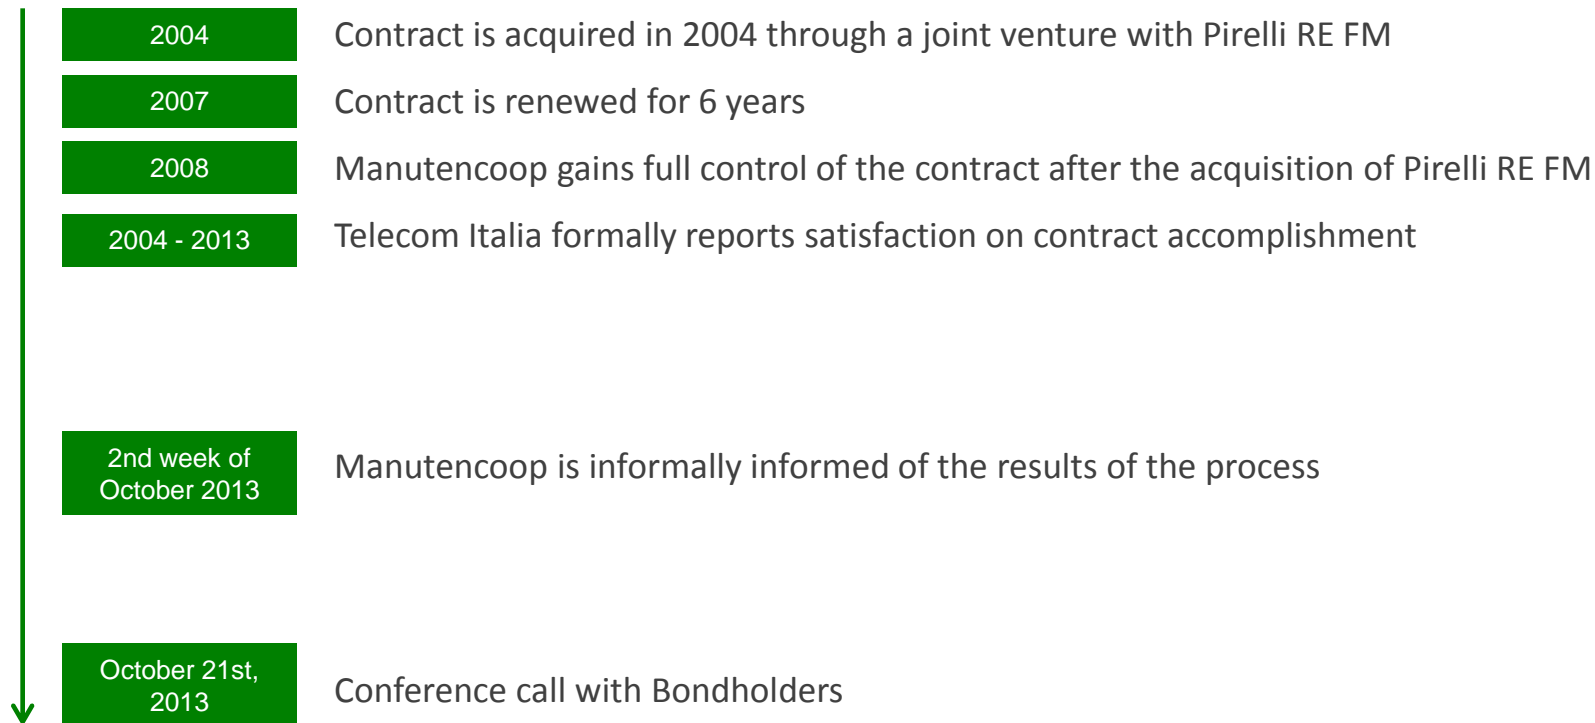 2004
Contract is acquired in 2004 through a joint venture with Pirelli RE FM
2007
Contract is renewed for 6 years
2008
Manutencoop gains full control of the contract after the acquisition of Pirelli RE FM
2004 - 2013
Telecom Italia formally reports satisfaction on contract accomplishment
2nd week of
October 2013
Manutencoop is informally informed of the results of the process
October 21st,
2013
Conference call with Bondholders